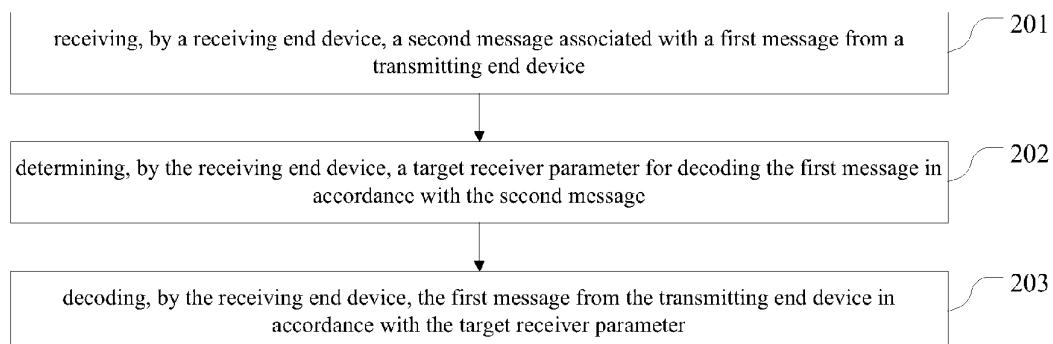 receiving, by a receiving end device, a second message associated with a first message from a
transmitting end device
201
determining, by the receiving end device, a target receiver parameter for decoding the first message in
accordance with the second message
202
decoding, by the receiving end device, the first message from the transmitting end device in
accordance with the target receiver parameter
203